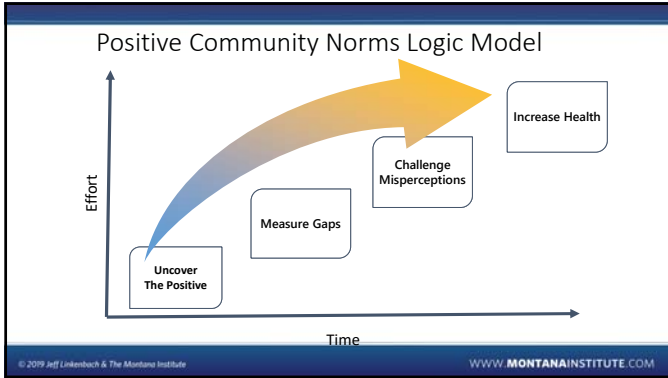 Positive Community Norms Logic Model
Increase Health
Challenge
Misperceptions
Measure Gaps
Uncover
The Positive
Effort
Time
© 2019 Jeff Linkenbach & The Montana Institute
WWW.MONTANAINSTITUTE.COM